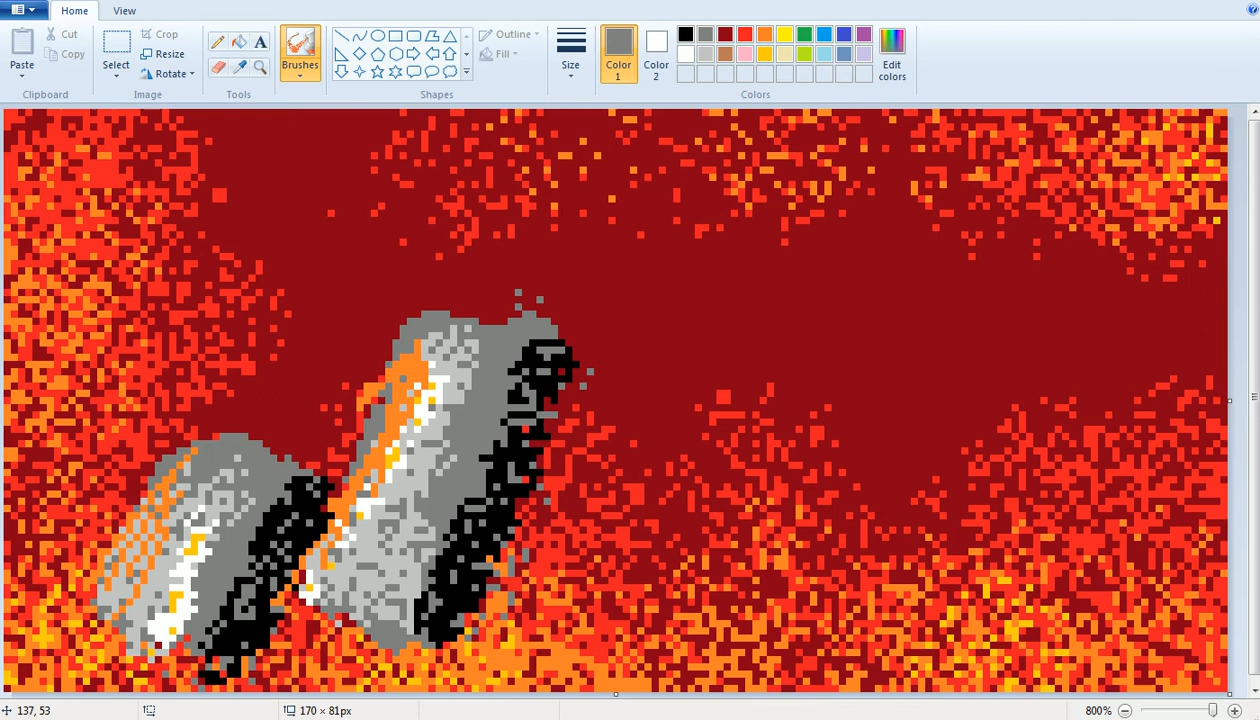 Home View
Paste Cut Copy
Clipboard
Select Crop Resize Rotate
Image
A
Tools
Brushes
Outline Fill
Shapes
Size
Color 1 Color 2
Edit colors
Colors
137, 53 170 × 81px 800%